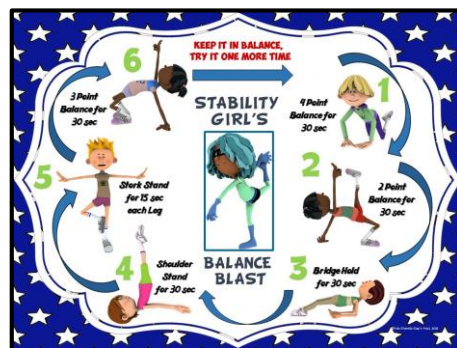 KEEP IT IN BALANCE,
TRY IT ONE MORE TIME
STABILITY
GIRL'S
BALANCE
BLAST
1
4 Point
Balance for
30 sec
2
2 Point
Balance for
30 sec
3
Bridge Hold
for 30 sec
4
Shoulder
Stand
for 30 sec
5
Stork Stand
for 15 sec
each Leg
6
3 Point
Balance for
30 sec